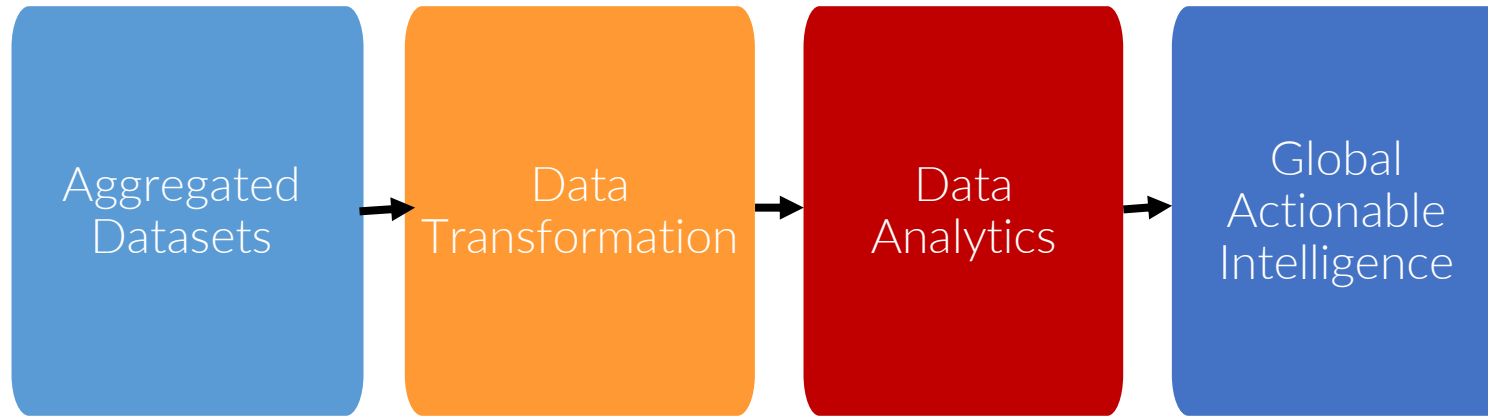 Aggregated
Datasets
Data
Transformation
Data
Analytics
Global
Actionable
Intelligence